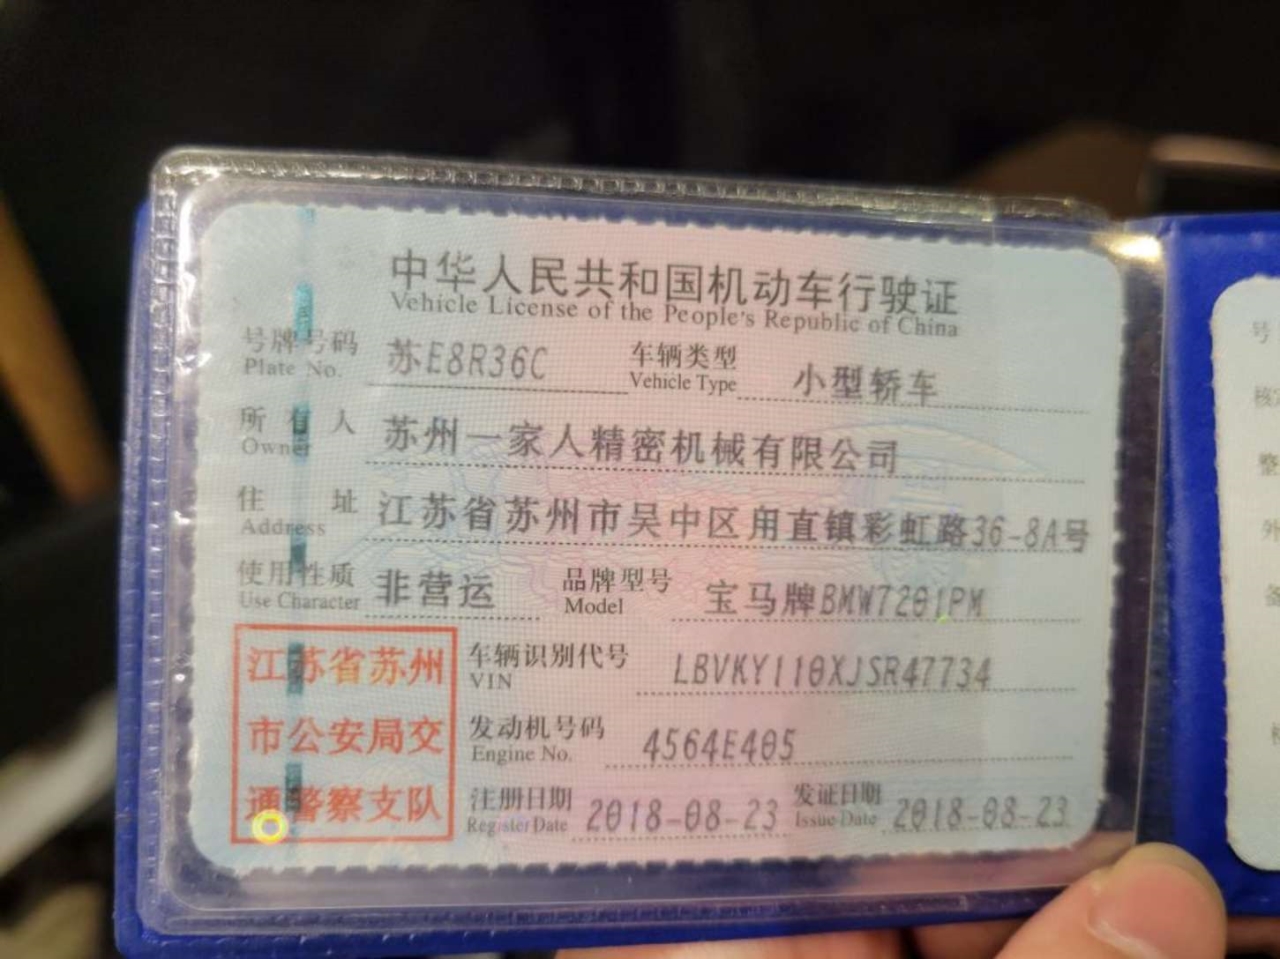 中华人民共和国机动车行驶证
Vehicle License of the People's Republic of China
号牌号码 苏E8R36C 车辆类型 小型轿车
Plate No. Vehicle Type
所有人 苏州一家人精密机械有限公司
Owner
住址 江苏省苏州市吴中区甪直镇彩虹路36-8A号
Address
使用性质 非营运 品牌型号 宝马牌BMW7201PM
Use Character Model
江苏省苏州 车辆识别代号 LBVKY110XJSR47734
VIN
市公安局交 发动机号码 4564E405
Engine No.
通警察支队 注册日期 2018-08-23 发证日期 2018-08-23
Register Date Issue Date
号
核
整
外